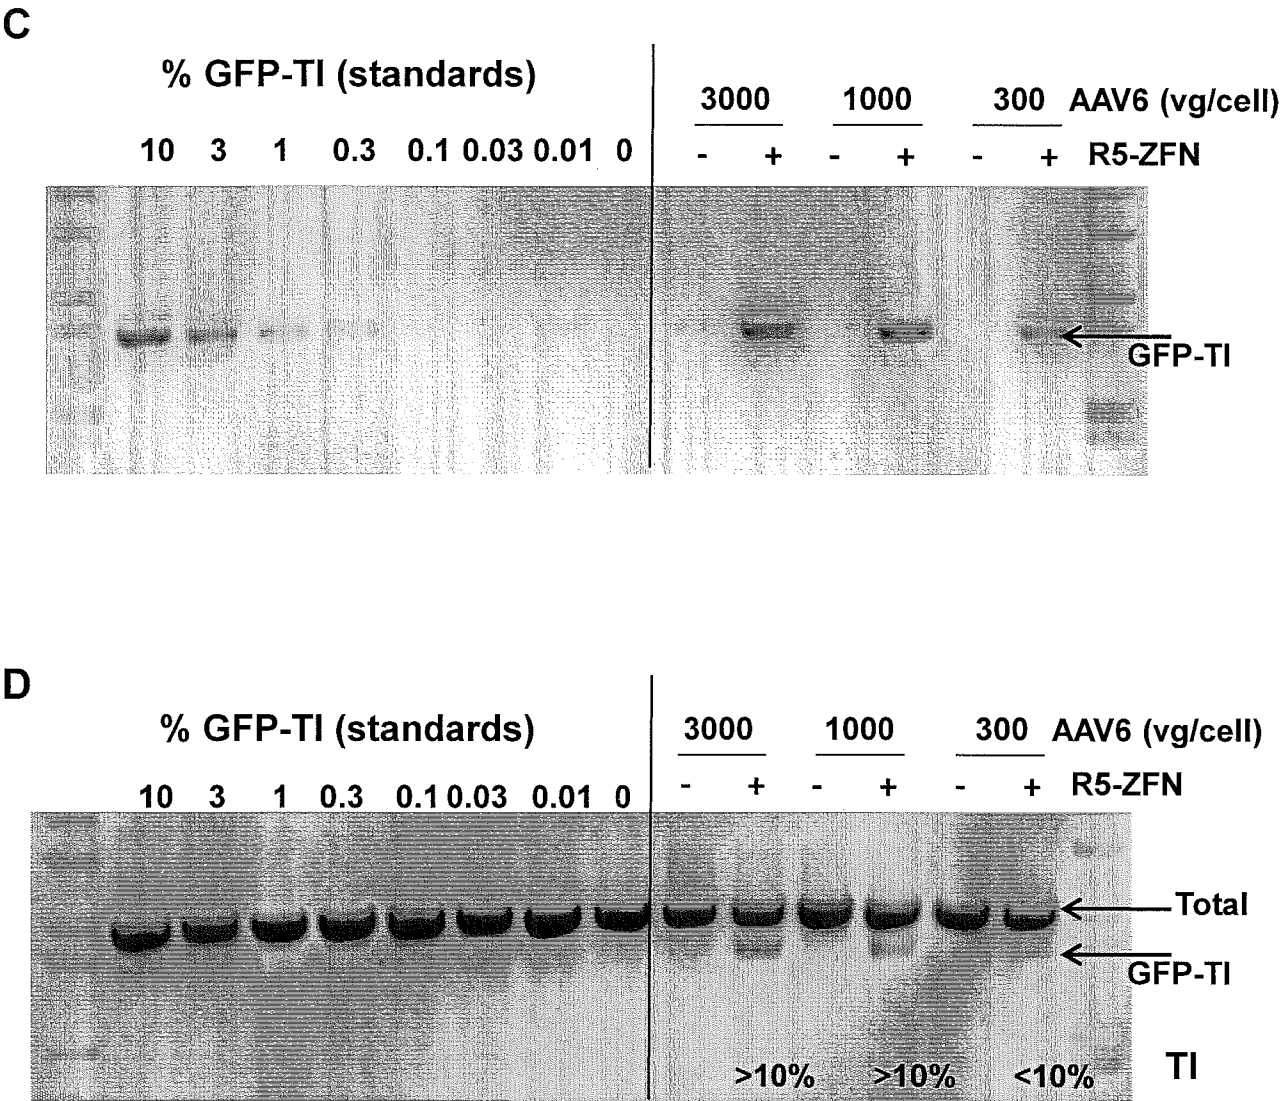 C
% GFP-TI (standards)
3000 1000 300 AAV6 (vg/cell)
10 3 1 0.3 0.1 0.03 0.01 0 - + - + - + R5-ZFN
GFP-TI
D
% GFP-TI (standards)
3000 1000 300 AAV6 (vg/cell)
10 3 1 0.3 0.1 0.03 0.01 0 - + - + - + R5-ZFN
Total
GFP-TI
>10% >10% <10% TI